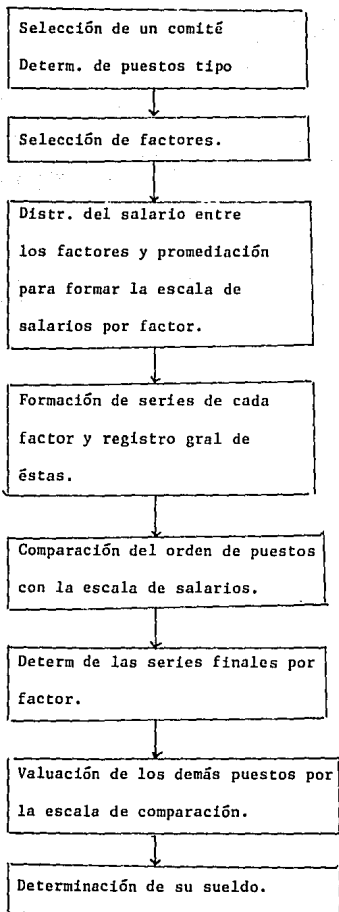 Selección de un comité
Determ. de puestos tipo
Selección de factores.
Distr. del salario entre
los factores y promediación
para formar la escala de
salarios por factor.
Formación de series de cada
factor y registro gral de
éstas.
Comparación del orden de puestos
con la escala de salarios.
Determ de las series finales por
factor.
Valuación de los demás puestos por
la escala de comparación.
Determinación de su sueldo.